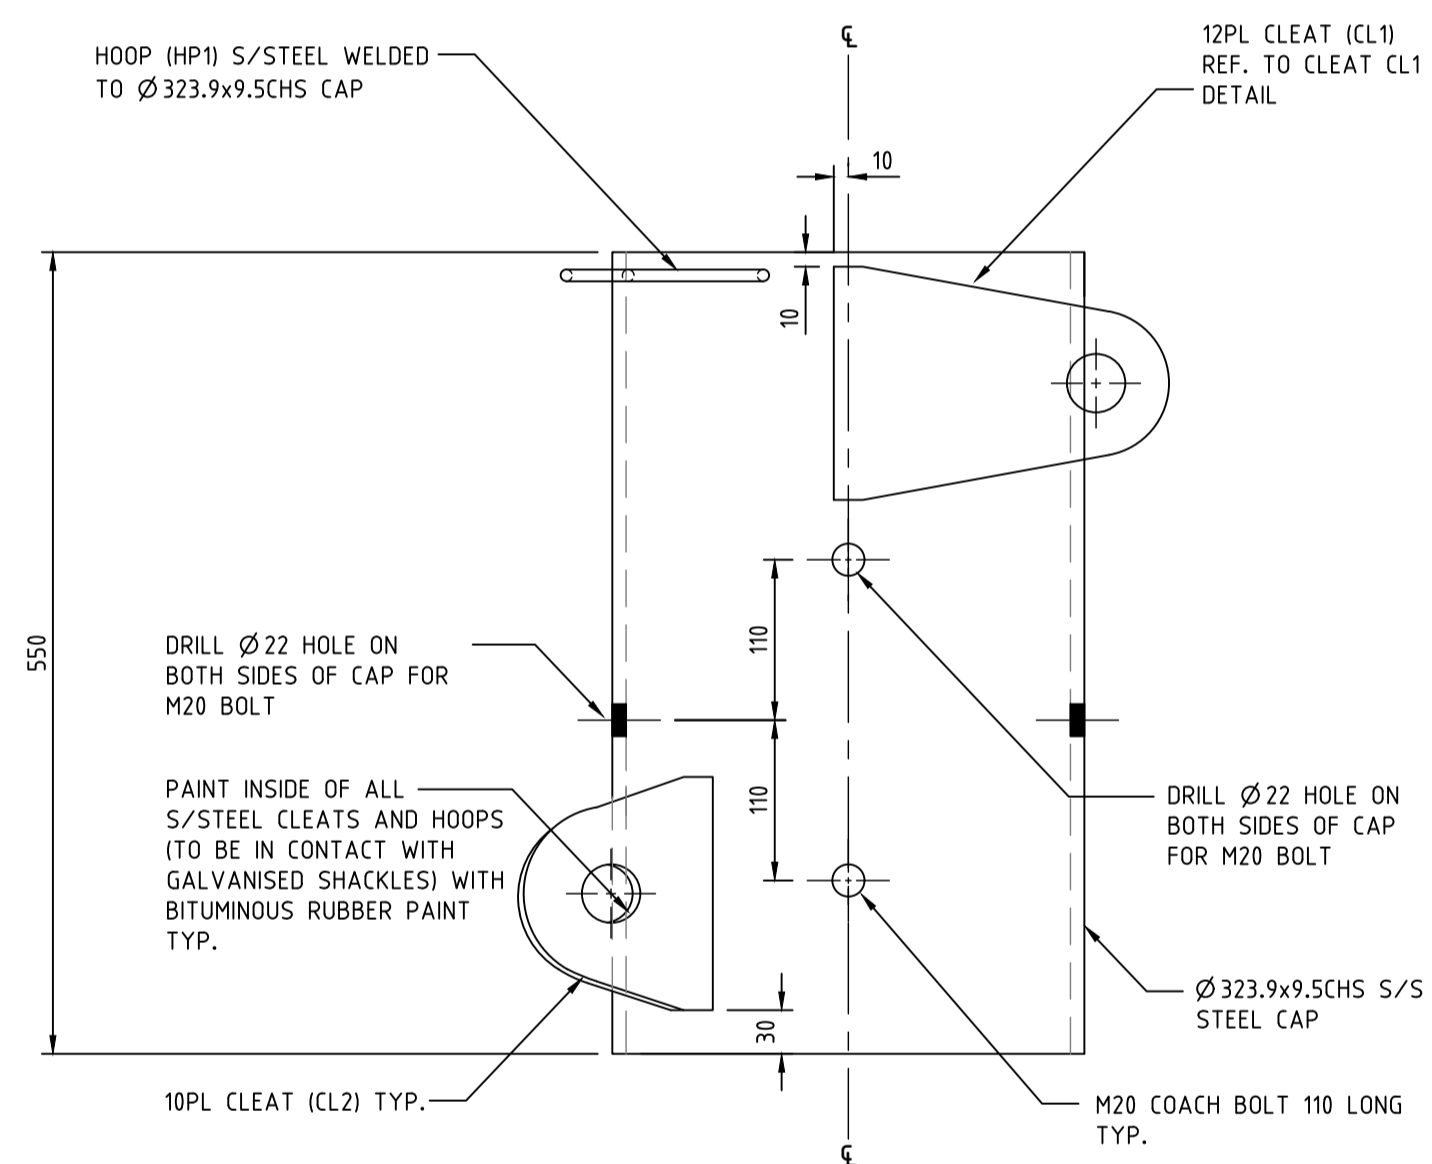 HOOP (HP1) S/STEEL WELDED
TO Ø323.9x9.5CHS CAP
℄
12PL CLEAT (CL1)
REF. TO CLEAT CL1
DETAIL
10
10
550
110
110
30
DRILL Ø22 HOLE ON
BOTH SIDES OF CAP FOR
M20 BOLT
PAINT INSIDE OF ALL
S/STEEL CLEATS AND HOOPS
(TO BE IN CONTACT WITH
GALVANISED SHACKLES) WITH
BITUMINOUS RUBBER PAINT
TYP.
DRILL Ø22 HOLE ON
BOTH SIDES OF CAP
FOR M20 BOLT
Ø323.9x9.5CHS S/S
STEEL CAP
10PL CLEAT (CL2) TYP.
M20 COACH BOLT 110 LONG
TYP.
℄